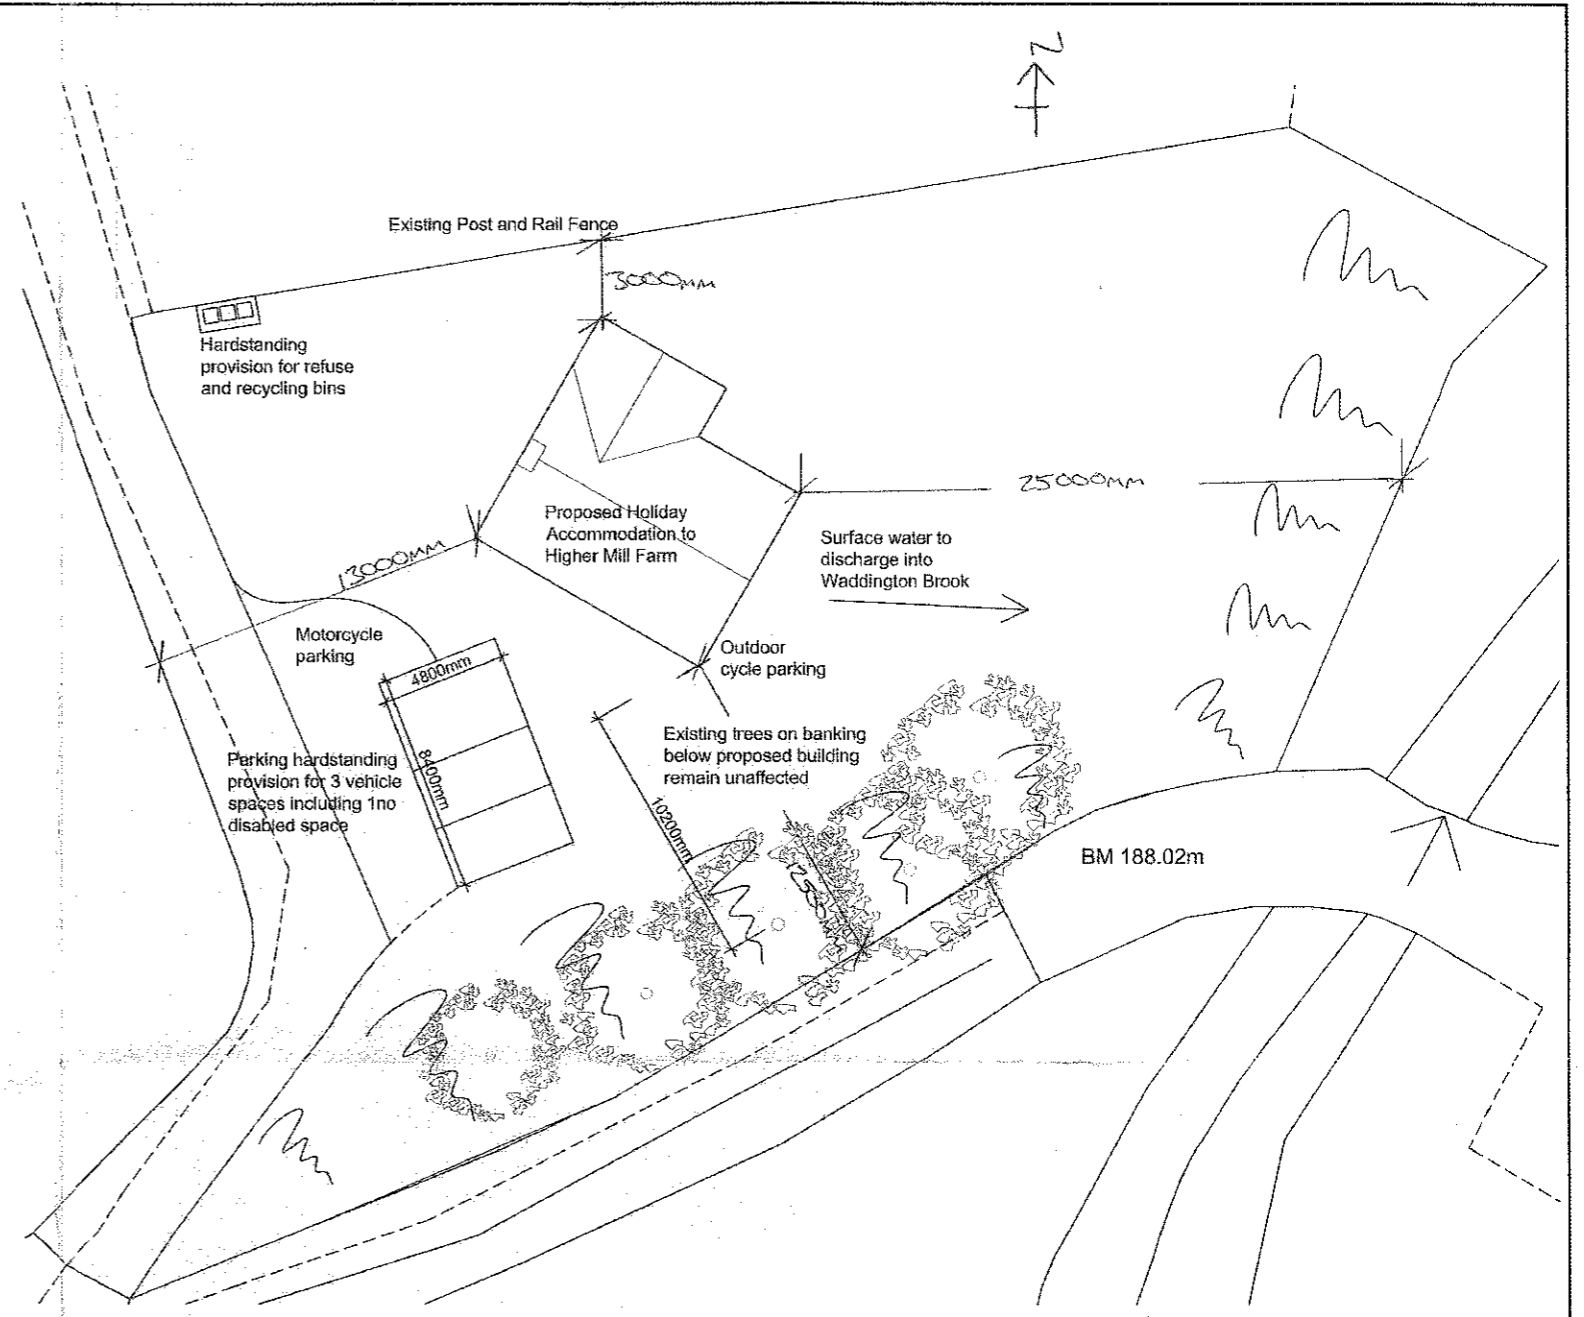 N
Existing Post and Rail Fence
3000mm
Hardstanding
provision for refuse
and recycling bins
25000mm
Proposed Holiday
Accommodation to
Higher Mill Farm
Surface water to
discharge into
Waddington Brook
13000mm
Motorcycle
parking
Outdoor
cycle parking
4800mm
8400mm
Parking hardstanding
provision for 3 vehicle
spaces including 1no
disabled space
Existing trees on banking
below proposed building
remain unaffected
10200mm
BM 188.02m